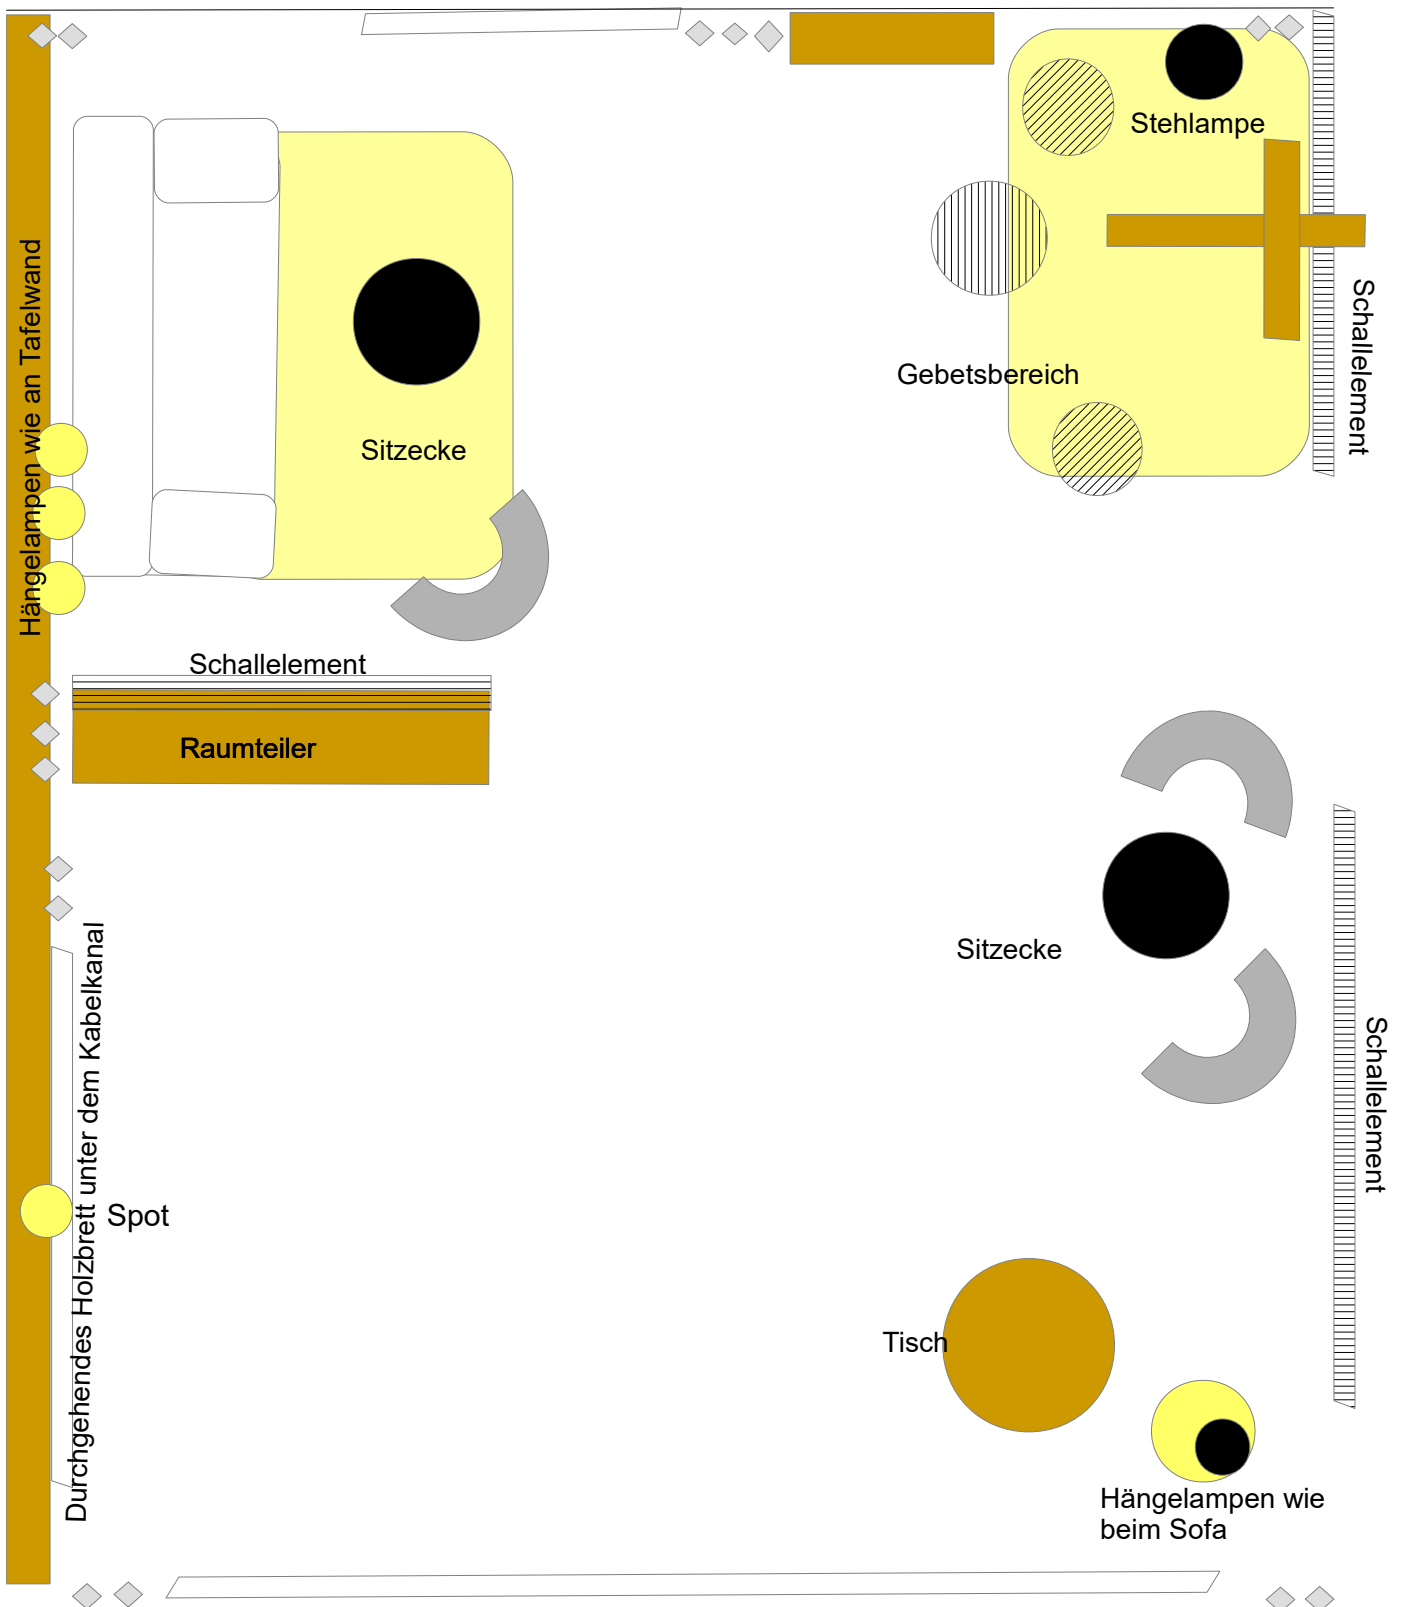 Stehlampe
Hängelampen wie an Tafelwand
Schallelement
Gebetsbereich
Sitzecke
Schallelement
Raumteiler
Sitzecke
Durchgehendes Holzbrett unter dem Kabelkanal
Schallelement
Spot
Tisch
Hängelampen wie
beim Sofa